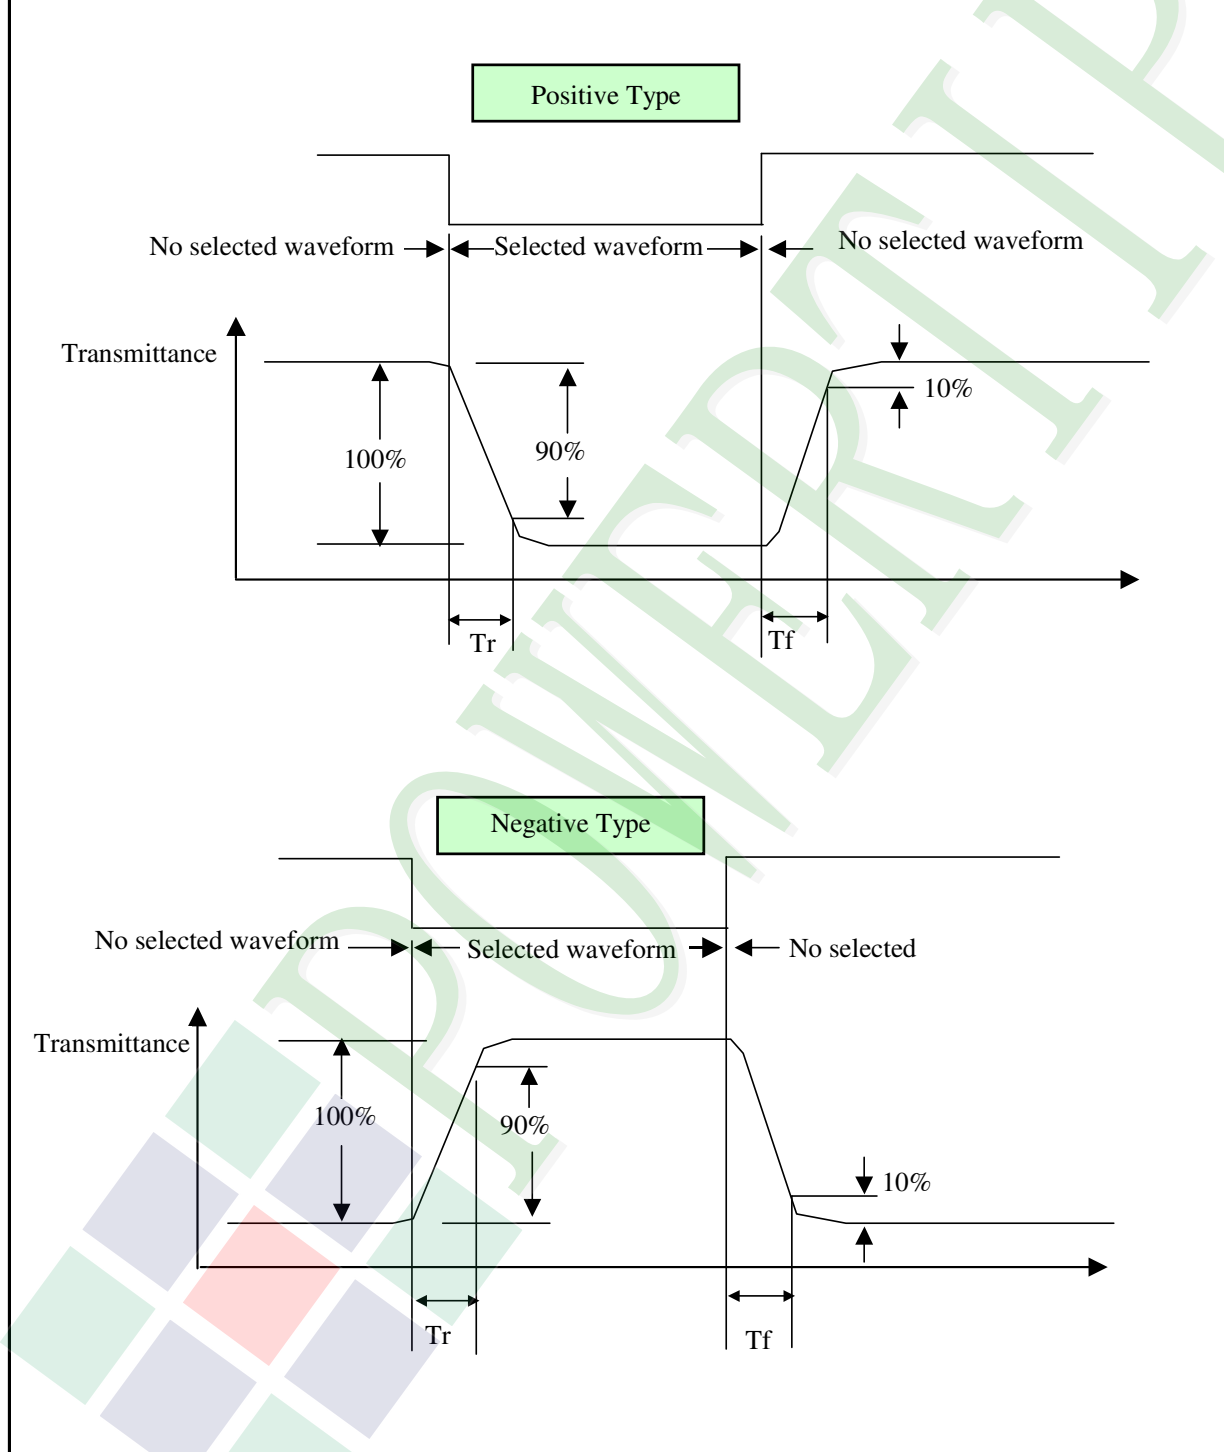 Positive Type
No selected waveform
Selected waveform
No selected waveform
Transmittance
10%
100%
90%
Tr
Tf
Negative Type
No selected waveform
Selected waveform
No selected
Transmittance
100%
90%
10%
Tr
Tf
POWERTIP